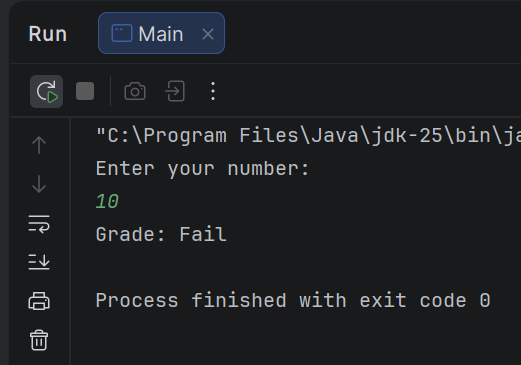 Run Main
"C:\Program Files\Java\jdk-25\bin\ja
Enter your number:
10
Grade: Fail
Process finished with exit code 0